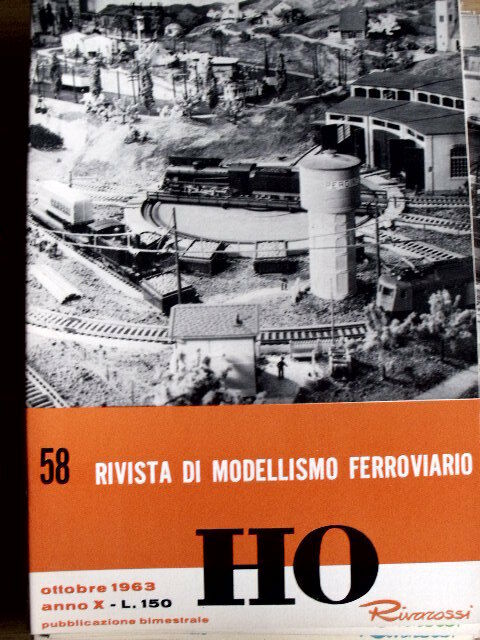 58 RIVISTA DI MODELLISMO FERROVIARIO
HO
ottobre 1963
anno X - L. 150
pubblicazione bimestrale
Rivarossi